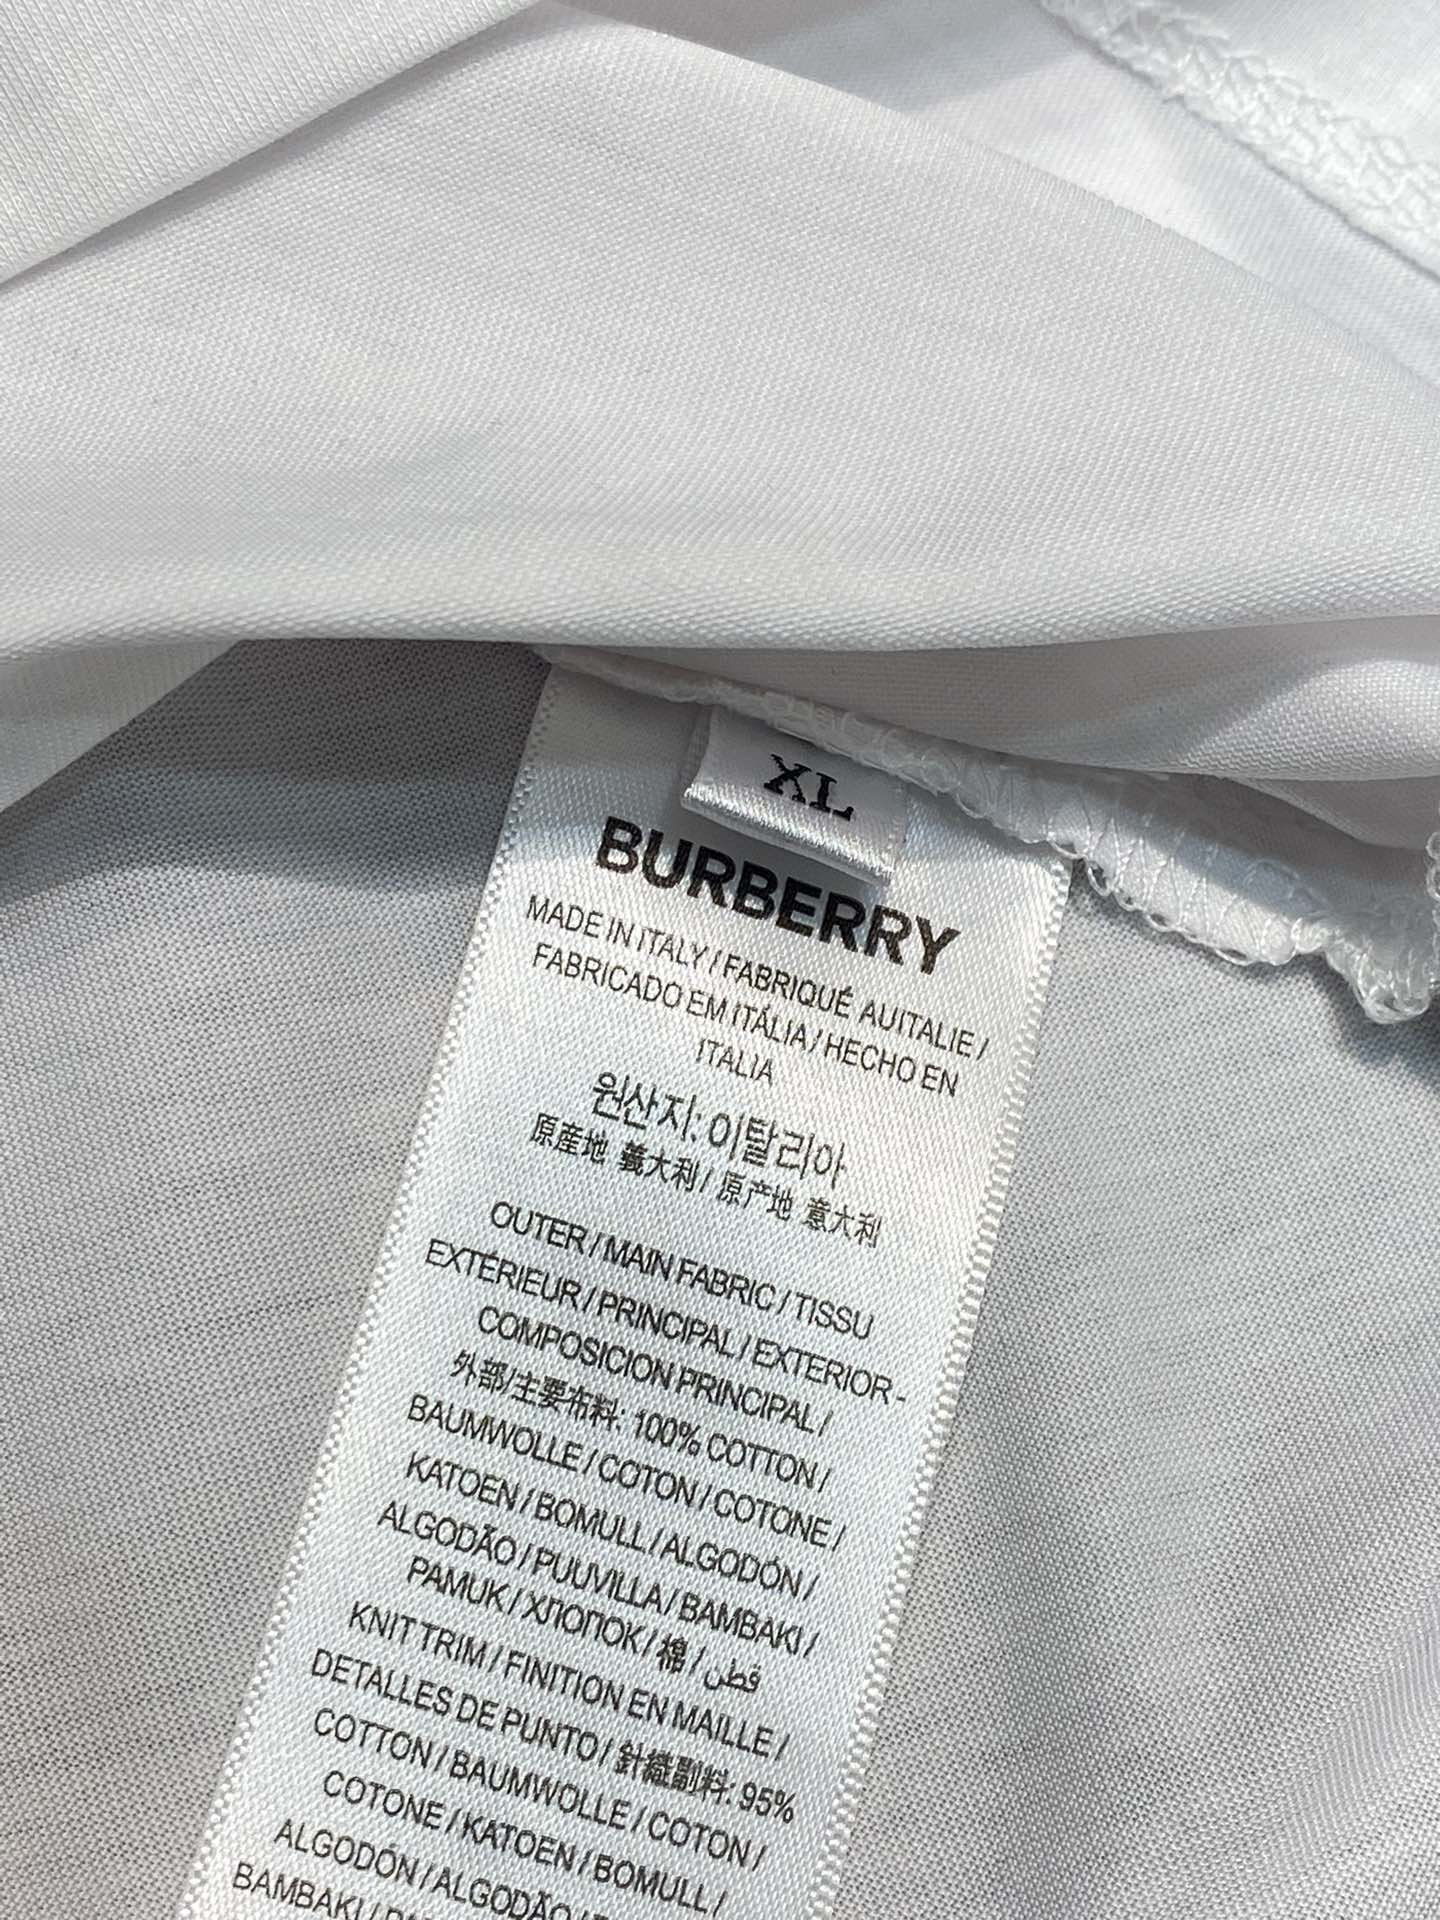 XL
BURBERRY
MADE IN ITALY / FABRIQUÉ AUITALIE /
FABRICADO EM ITÁLIA / HECHO EN
ITALIA
원산지: 이탈리아
原産地 義大利 / 原产地 意大利
OUTER / MAIN FABRIC / TISSU
EXTÉRIEUR / PRINCIPAL / EXTERIOR-
COMPOSICION PRINCIPAL /
外部/主要布料: 100% COTTON /
BAUMWOLLE / COTON / COTONE /
KATOEN / BOMULL / ALGODÓN /
ALGODÃO / PUUVILLA / BAMBAKI /
PAMUK / ХЛОПОК / 棉 / قطن
KNIT TRIM / FINITION EN MAILLE /
DETALLES DE PUNTO / 針織副料: 95%
COTTON / BAUMWOLLE / COTON /
COTONE / KATOEN / BOMULL /
ALGODÓN / ALGODÃO /
BAMBAKI /